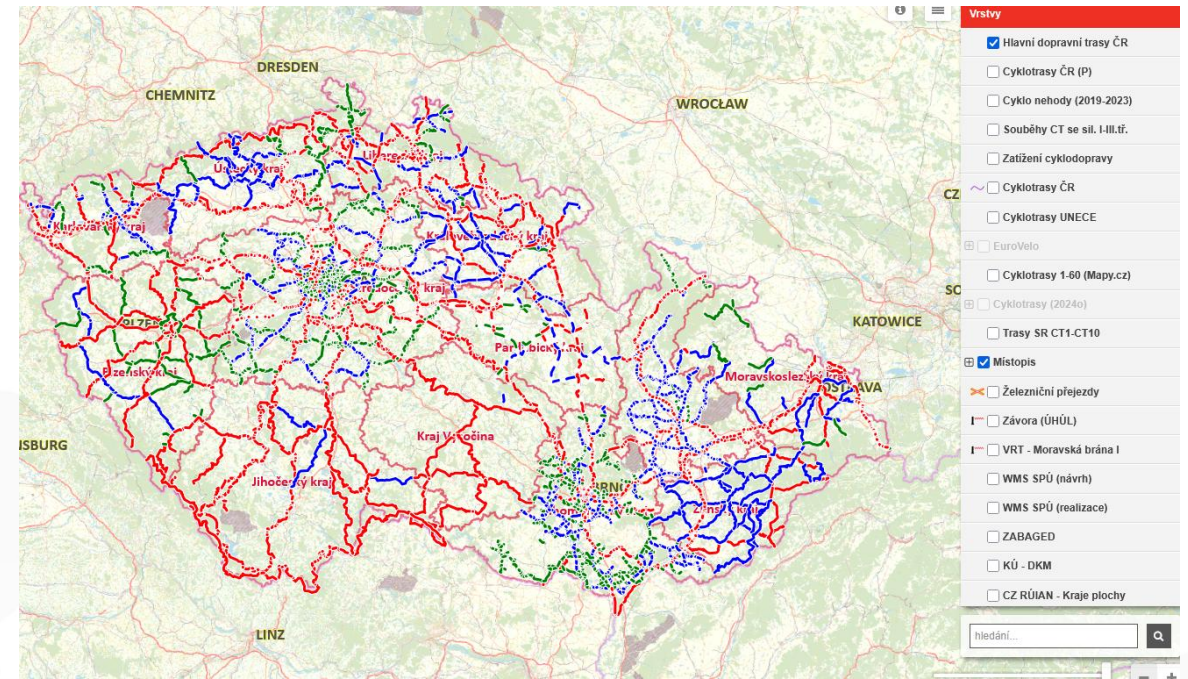 Vrstvy
Hlavní dopravní trasy ČR
Cyklotrasy ČR (P)
Cyklo nehody (2019-2023)
Souběhy CT se sil. I-III.tř.
Zatížení cyklodopravy
Cyklotrasy ČR
Cyklotrasy UNECE
EuroVelo
Cyklotrasy 1-60 (Mapy.cz)
Cyklotrasy (2024o)
Trasy SR CT1-CT10
Místopis
Železniční přejezdy
Závora (ÚHÚL)
VRT - Moravská brána I
WMS SPÚ (návrh)
WMS SPÚ (realizace)
ZABAGED
KÚ - DKM
CZ RÚIAN - Kraje plochy
hledání...
DRESDEN
CHEMNITZ
WROCŁAW
CZ
SO
KATOWICE
Plzeňský kraj
Kraj Vysočina
Jihočeský kraj
NSBURG
LINZ